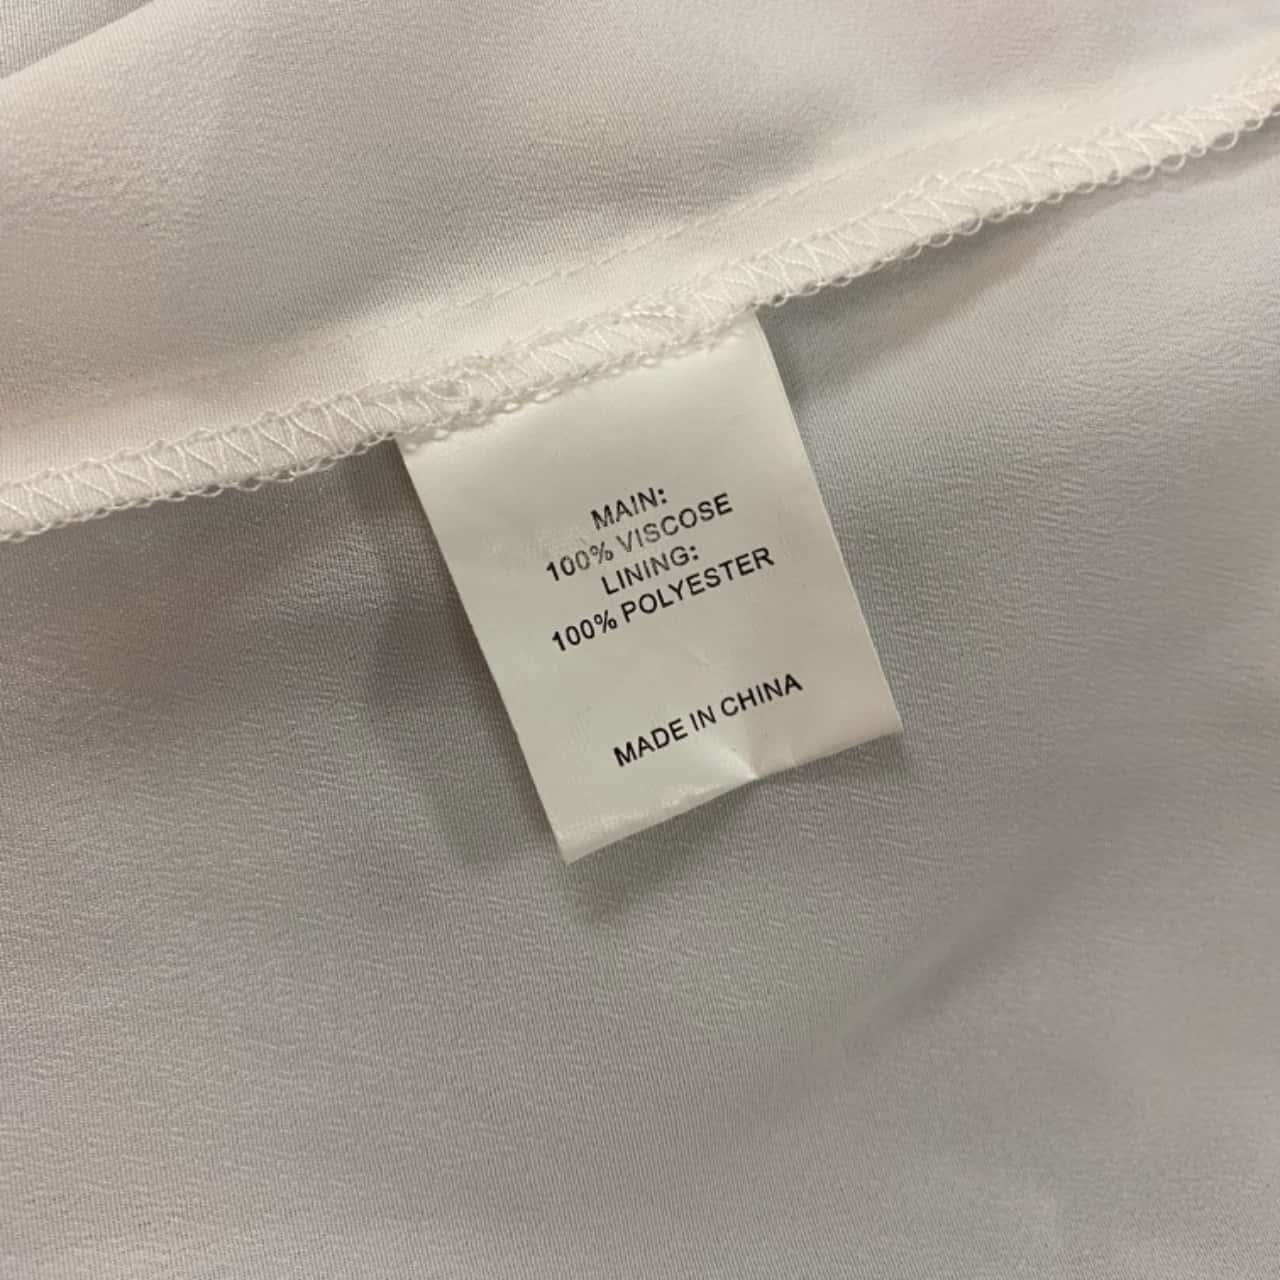 MAIN:
100% VISCOSE
LINING:
100% POLYESTER
MADE IN CHINA